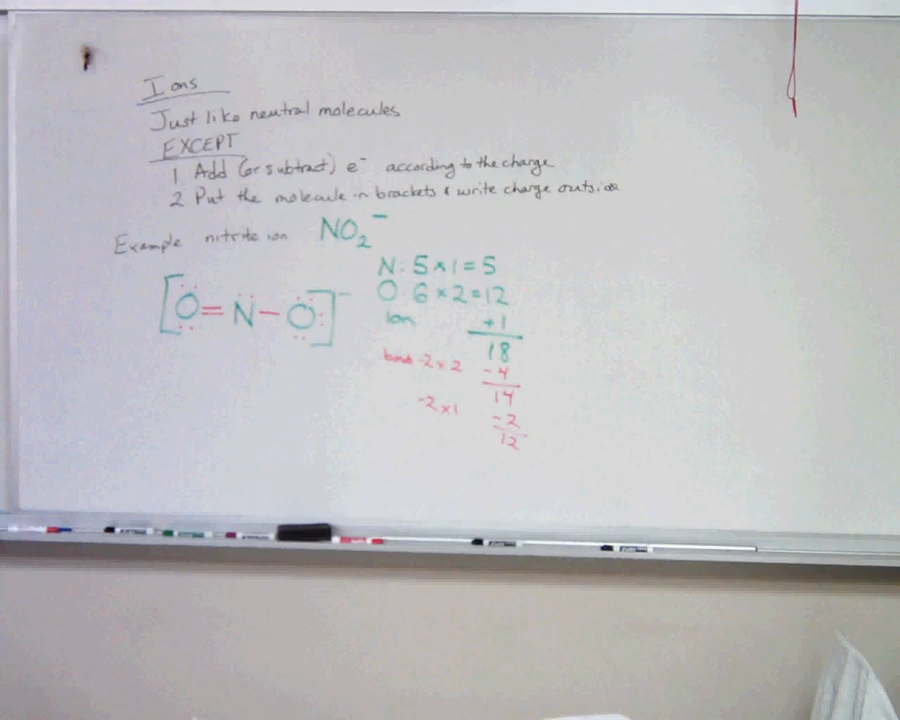 Ions
Just like neutral molecules
EXCEPT
1 Add (or subtract) e⁻ according to the charge
2 Put the molecule in brackets & write charge outside
Example nitrite ion NO₂⁻
N: 5 × 1 = 5
O: 6 × 2 = 12
Ion +1
18
[O = N - O]⁻
-2 × 2 -4
14
-2 × 1 -2
12